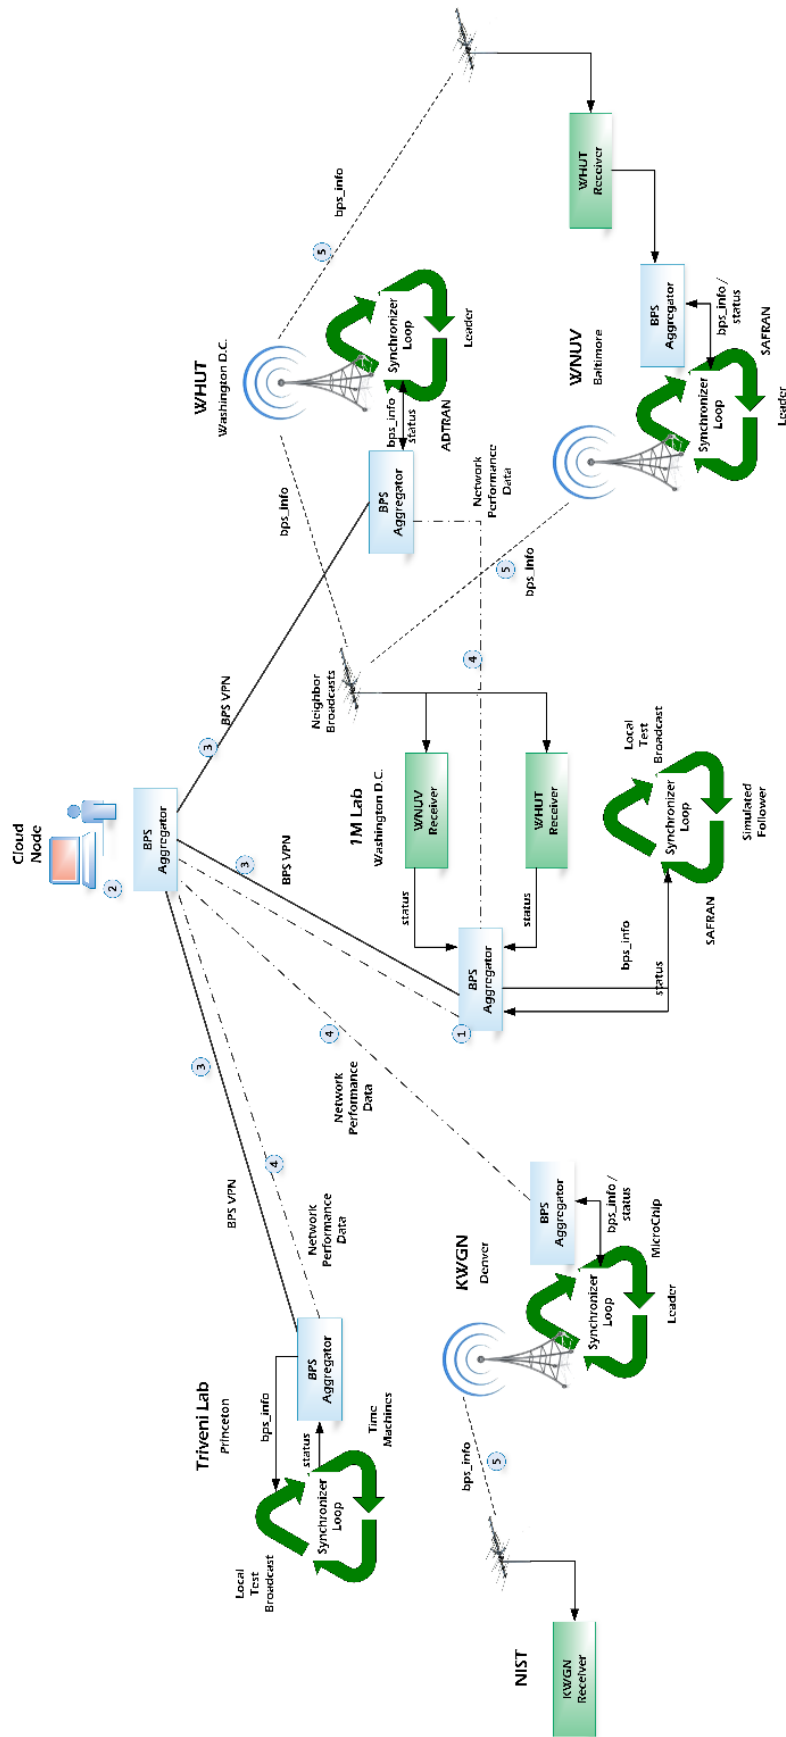 Cloud
Node
2
BPS
Aggregator
3
BPS VPN
3
BPS VPN
3
BPS VPN
4
Network
Performance
Data
4
Network
Performance
Data
4
Network
Performance
Data
Triveni Lab
Princeton
BPS
Aggregator
bps_info
status
Synchronizer
Loop
Time
Machines
Local
Test
Broadcast
NIST
KWGN
Receiver
bps_info
5
KWGN
Denver
BPS
Aggregator
bps_info /
status
Synchronizer
Loop
MicroChip
Leader
1M Lab
Washington D.C.
1
BPS
Aggregator
status
WNUV
Receiver
status
WHUT
Receiver
Neighbor
Broadcasts
bps_info
status
Synchronizer
Loop
SAFRAN
Local
Test
Broadcast
Simulated
Follower
WHUT
Washington D.C.
bps_info
5
bps_info
BPS
Aggregator
bps_info
status
Synchronizer
Loop
ADTRAN
Leader
WNUV
Baltimore
5
bps_info
WHUT
Receiver
BPS
Aggregator
bps_info /
status
Synchronizer
Loop
SAFRAN
Leader